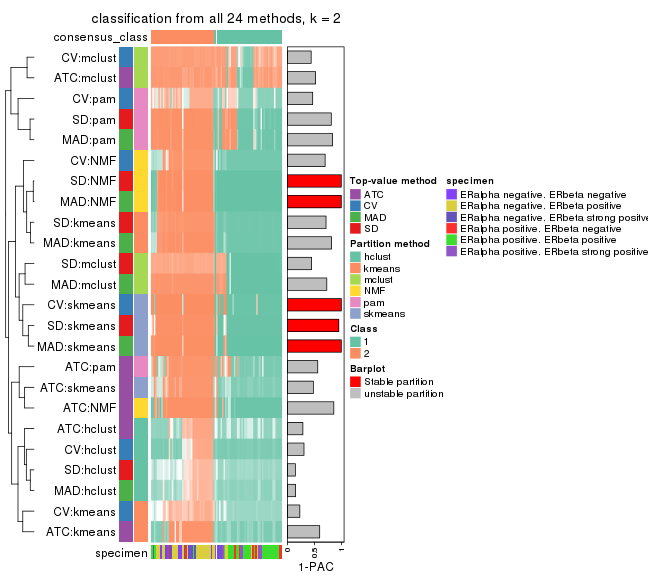 classification from all 24 methods, k = 2
consensus_class
CV:mclust
ATC:mclust
CV:pam
SD:pam
MAD:pam
CV:NMF
SD:NMF
MAD:NMF
SD:kmeans
MAD:kmeans
SD:mclust
MAD:mclust
CV:skmeans
SD:skmeans
MAD:skmeans
ATC:pam
ATC:skmeans
ATC:NMF
ATC:hclust
CV:hclust
SD:hclust
MAD:hclust
CV:kmeans
ATC:kmeans
specimen
0
0.5
1
1-PAC
Top-value method
ATC
CV
MAD
SD
Partition method
hclust
kmeans
mclust
NMF
pam
skmeans
Class
1
2
Barplot
Stable partition
unstable partition
specimen
ERalpha negative. ERbeta negative
ERalpha negative. ERbeta positive
ERalpha negative. ERbeta strong positive
ERalpha positive. ERbeta negative
ERalpha positive. ERbeta positive
ERalpha positive. ERbeta strong positive